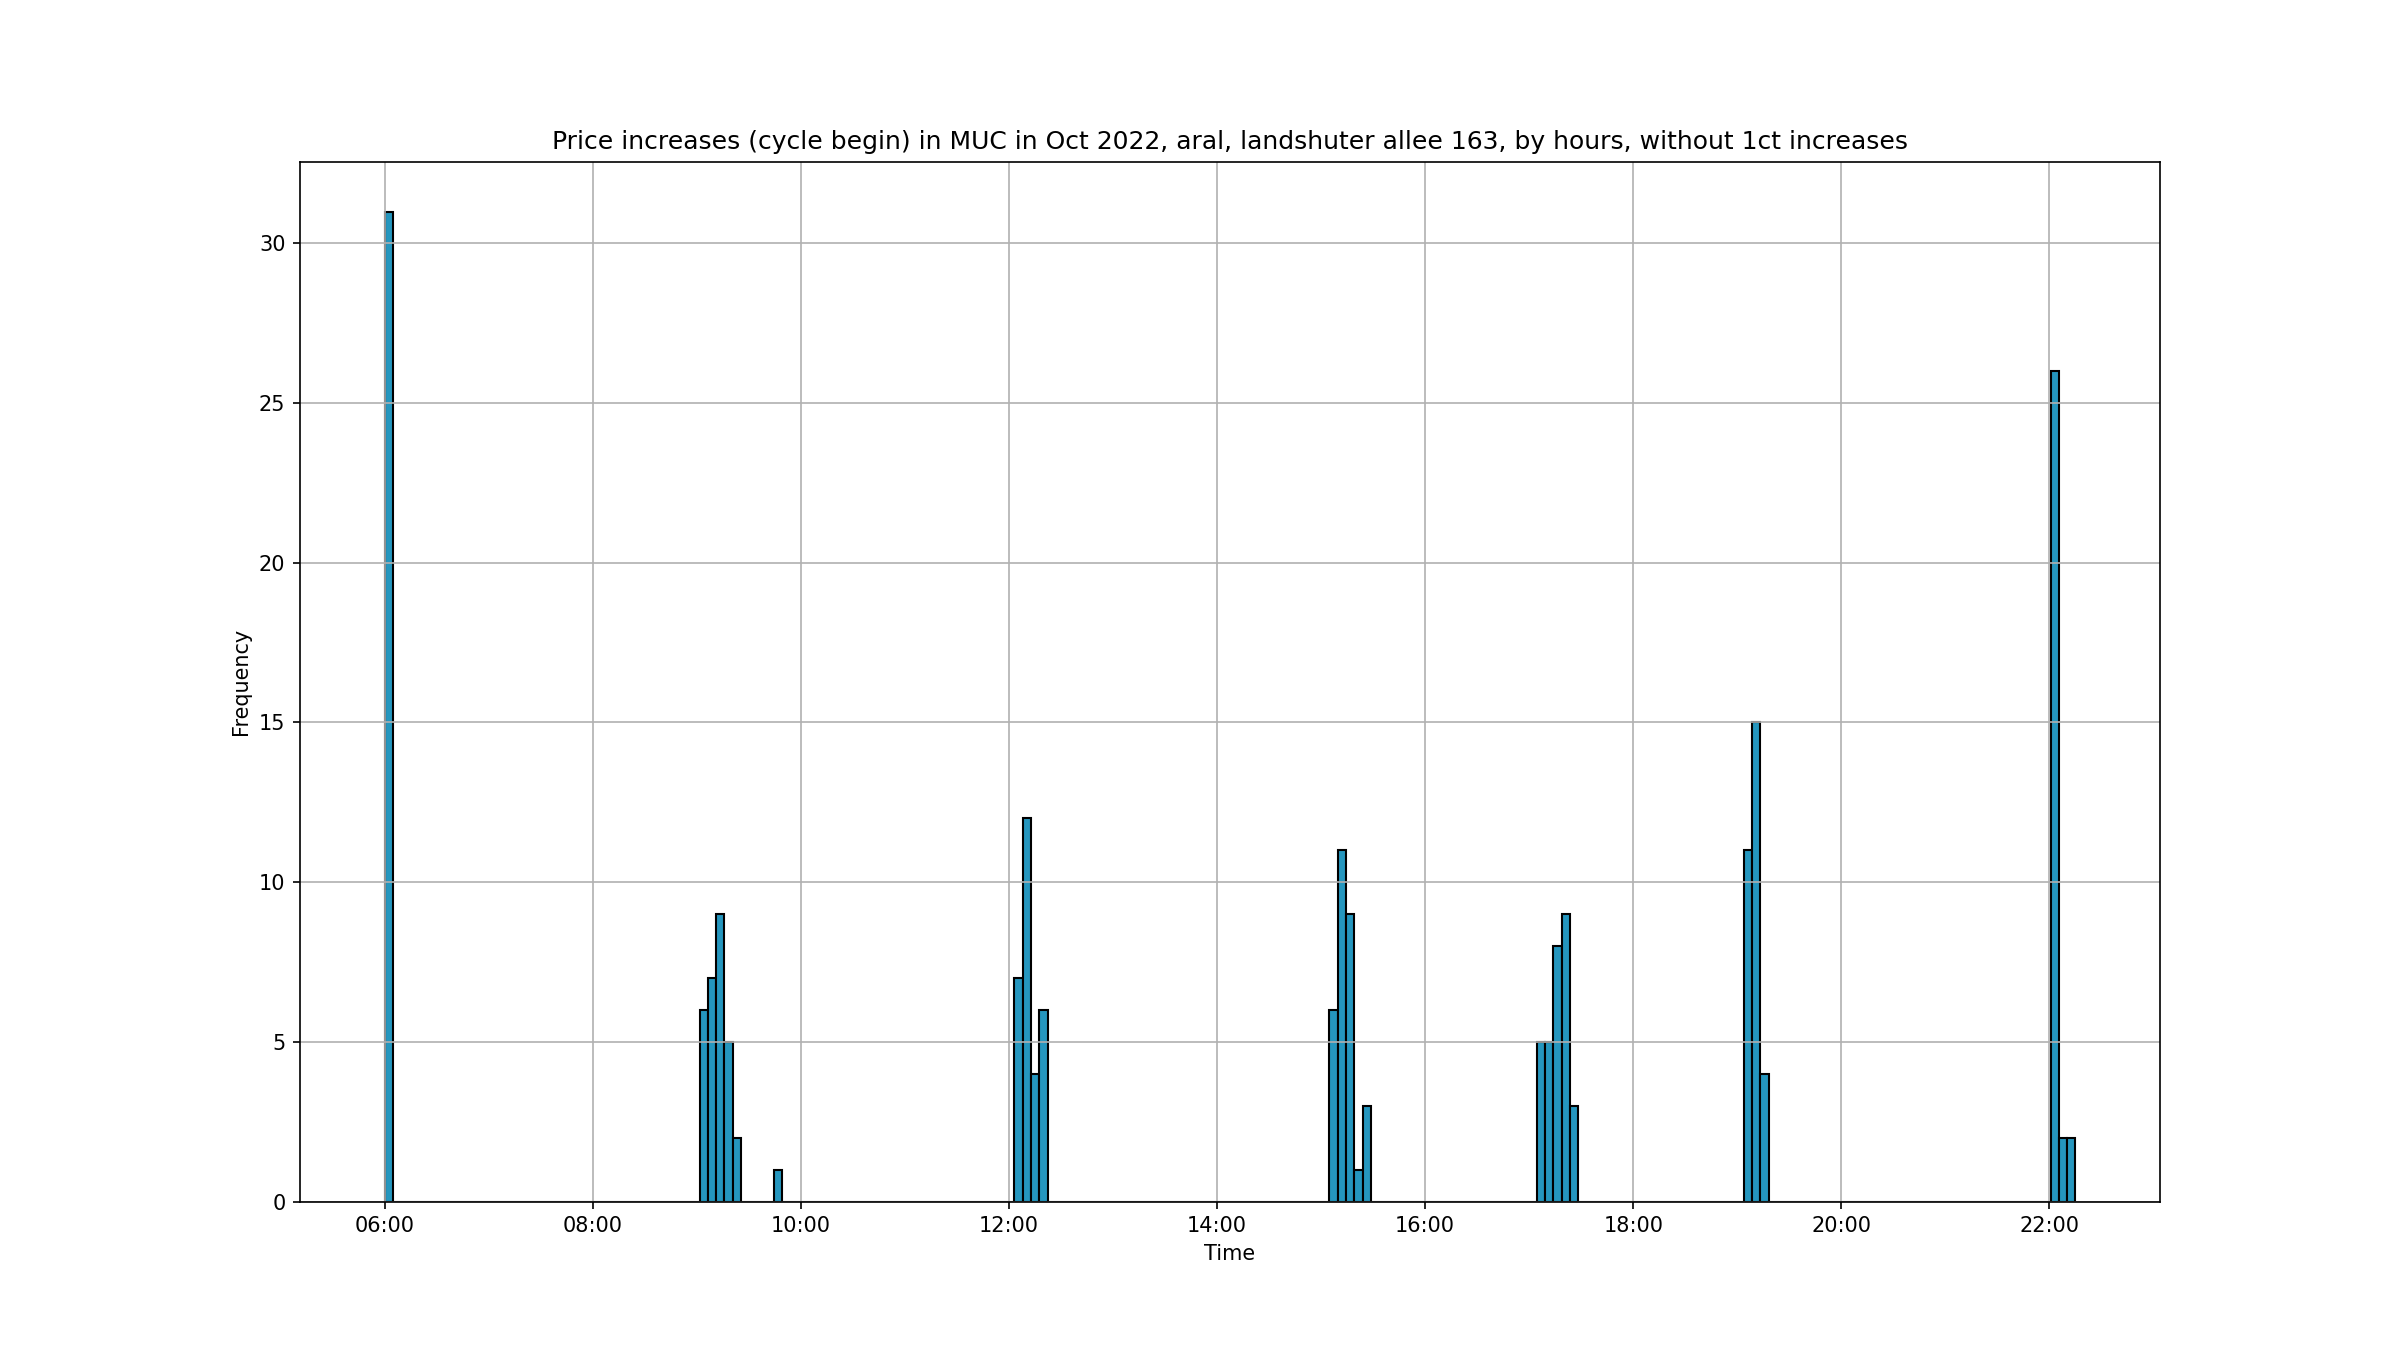 Price increases (cycle begin) in MUC in Oct 2022, aral, landshuter allee 163, by hours, without 1ct increases
Frequency
30
25
20
15
10
5
0
06:00 08:00 10:00 12:00 14:00 16:00 18:00 20:00 22:00
Time